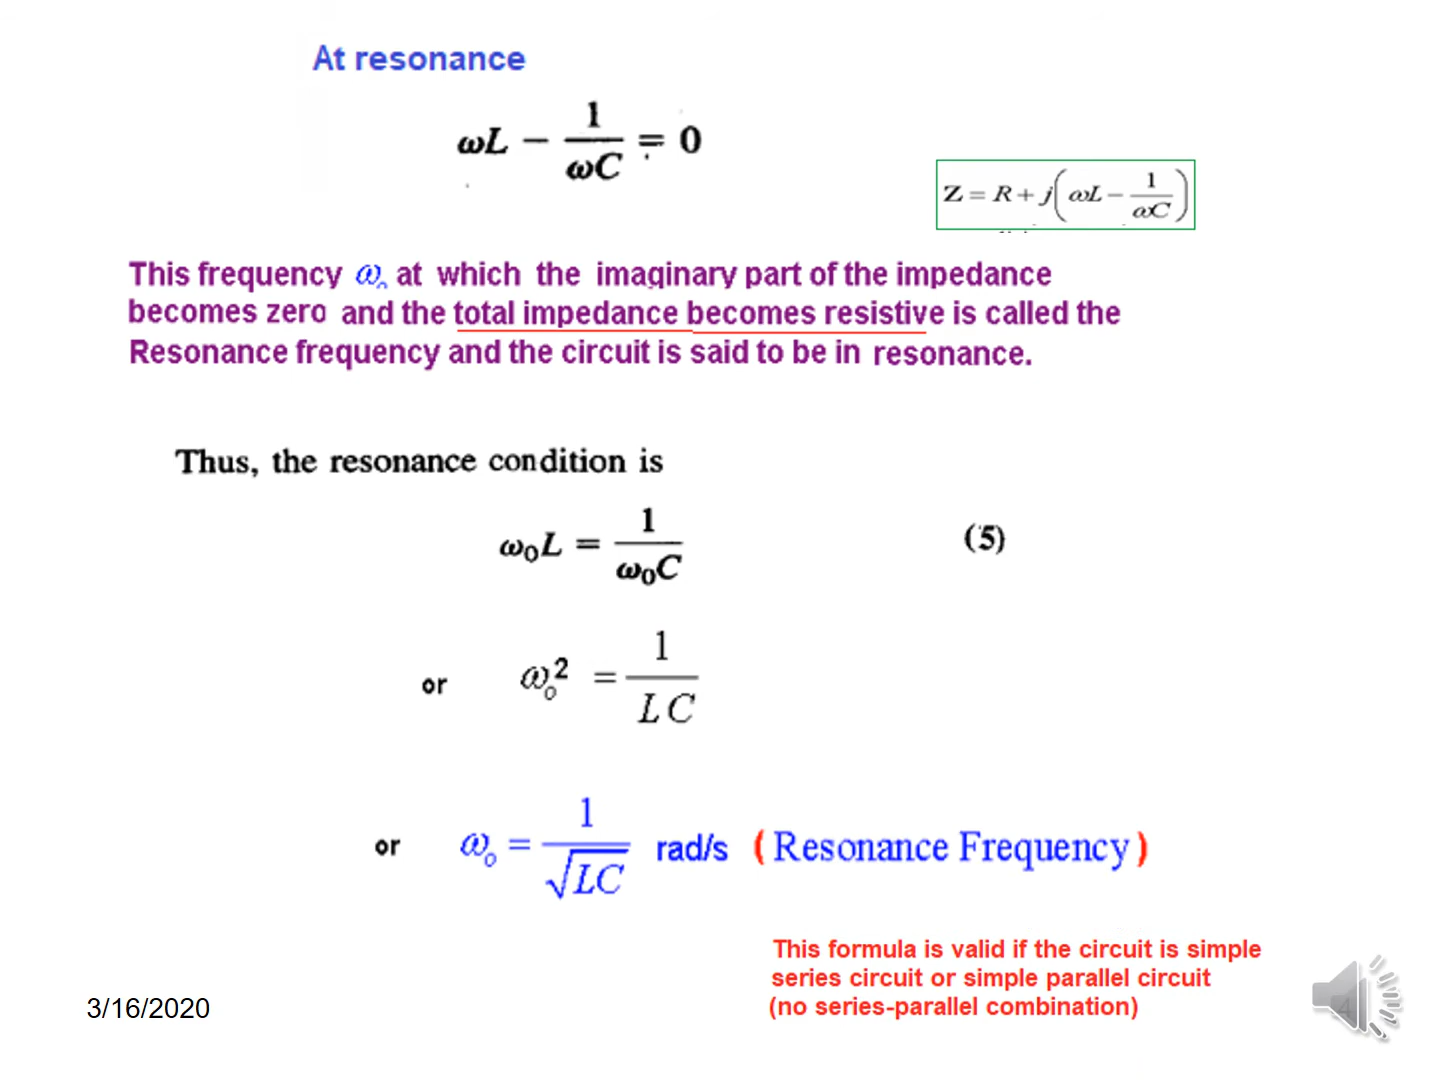 At resonance
ωL − 1/ωC = 0
Z = R + j(ωL − 1/ωC)
This frequency ω₀ at which the imaginary part of the impedance
becomes zero and the total impedance becomes resistive is called the
Resonance frequency and the circuit is said to be in resonance.
Thus, the resonance condition is
ω₀L = 1/ω₀C (5)
or ω₀² = 1/LC
or ω₀ = 1/√LC rad/s (Resonance Frequency)
This formula is valid if the circuit is simple
series circuit or simple parallel circuit
(no series-parallel combination)
3/16/2020
4